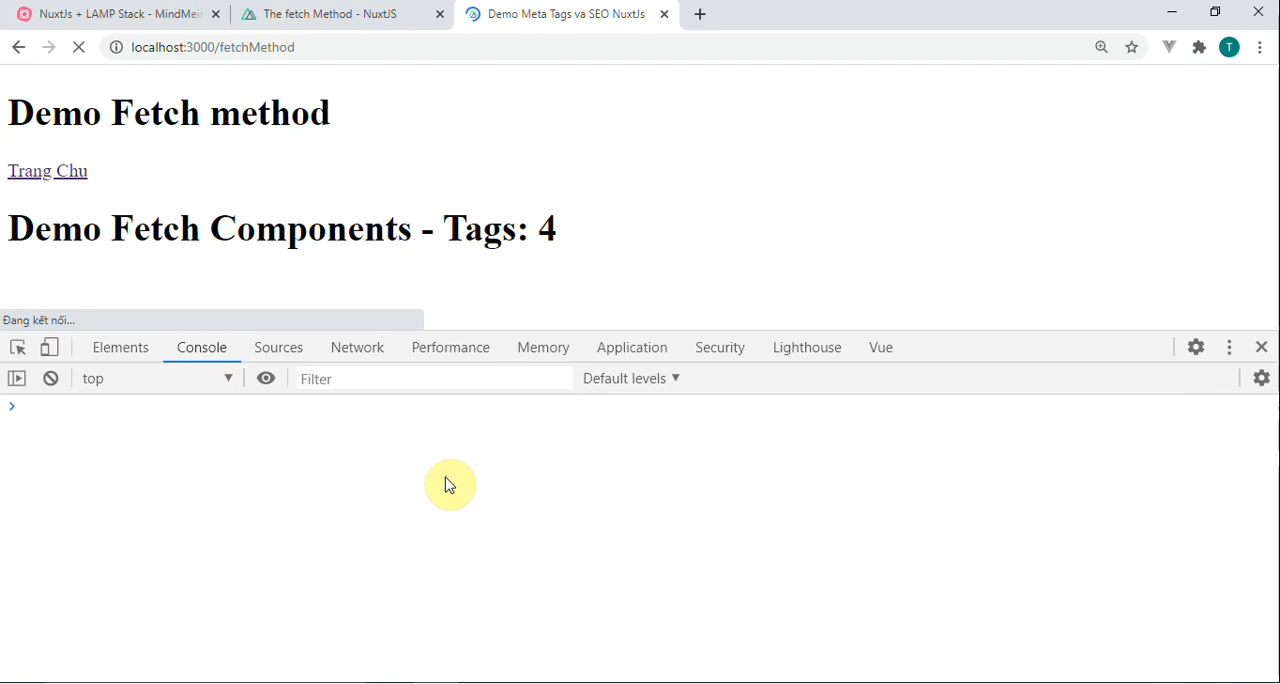 NuxtJs + LAMP Stack - MindMeis
The fetch Method - NuxtJS
Demo Meta Tags va SEO NuxtJs
localhost:3000/fetchMethod
T
Demo Fetch method
Trang Chu
Demo Fetch Components - Tags: 4
Đang kết nối...
Elements Console Sources Network Performance Memory Application Security Lighthouse Vue
top Filter Default levels